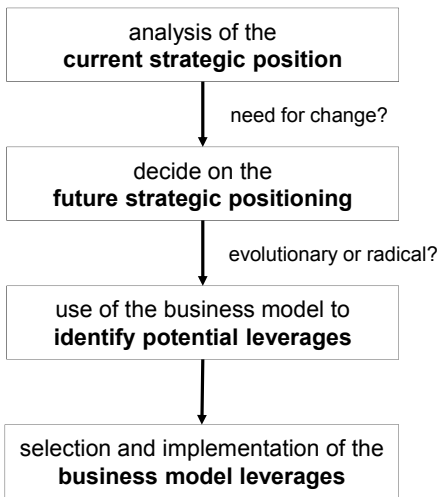 analysis of the
current strategic position
need for change?
decide on the
future strategic positioning
evolutionary or radical?
use of the business model to
identify potential leverages
selection and implementation of the
business model leverages